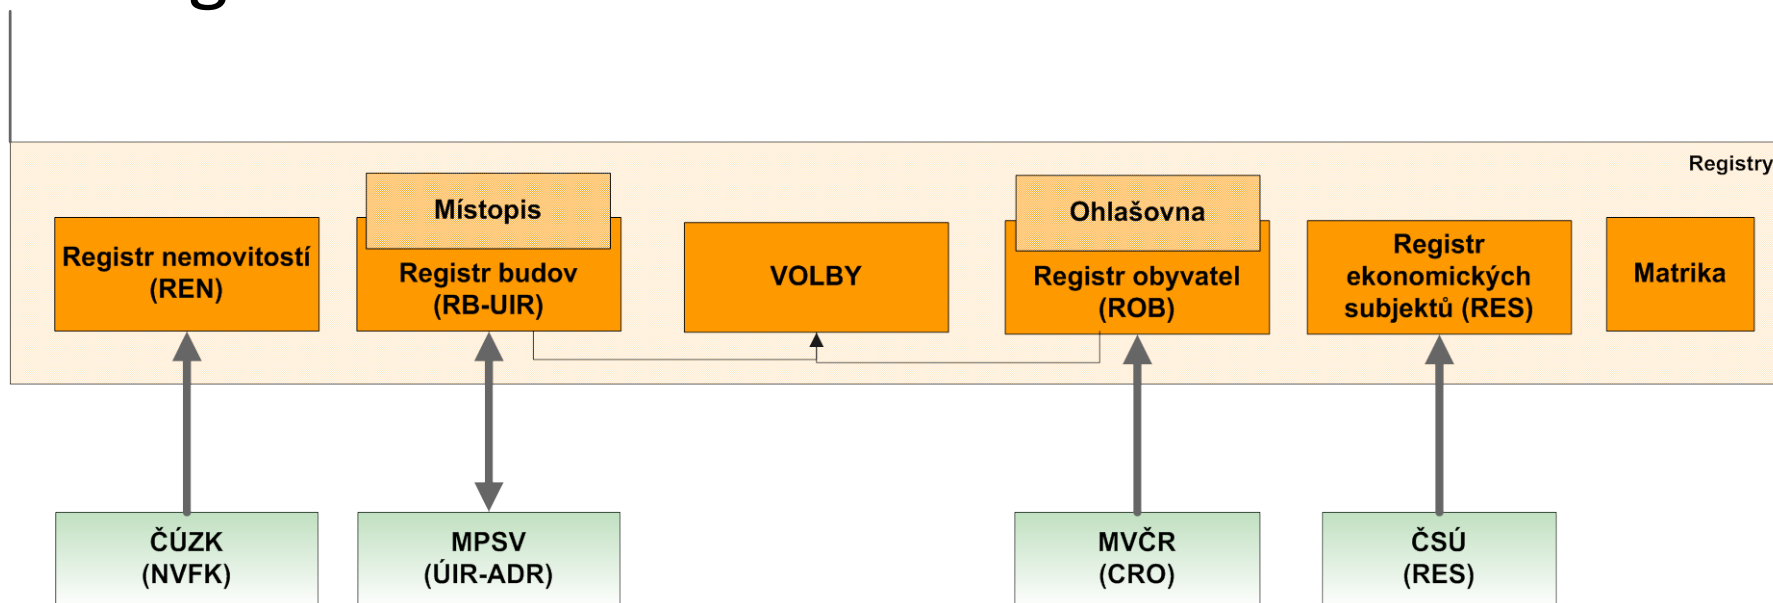 Registry
Místopis
Ohlašovna
Registr nemovitostí
(REN)
Registr budov
(RB-UIR)
VOLBY
Registr obyvatel
(ROB)
Registr
ekonomických
subjektů (RES)
Matrika
ČÚZK
(NVFK)
MPSV
(ÚIR-ADR)
MVČR
(CRO)
ČSÚ
(RES)